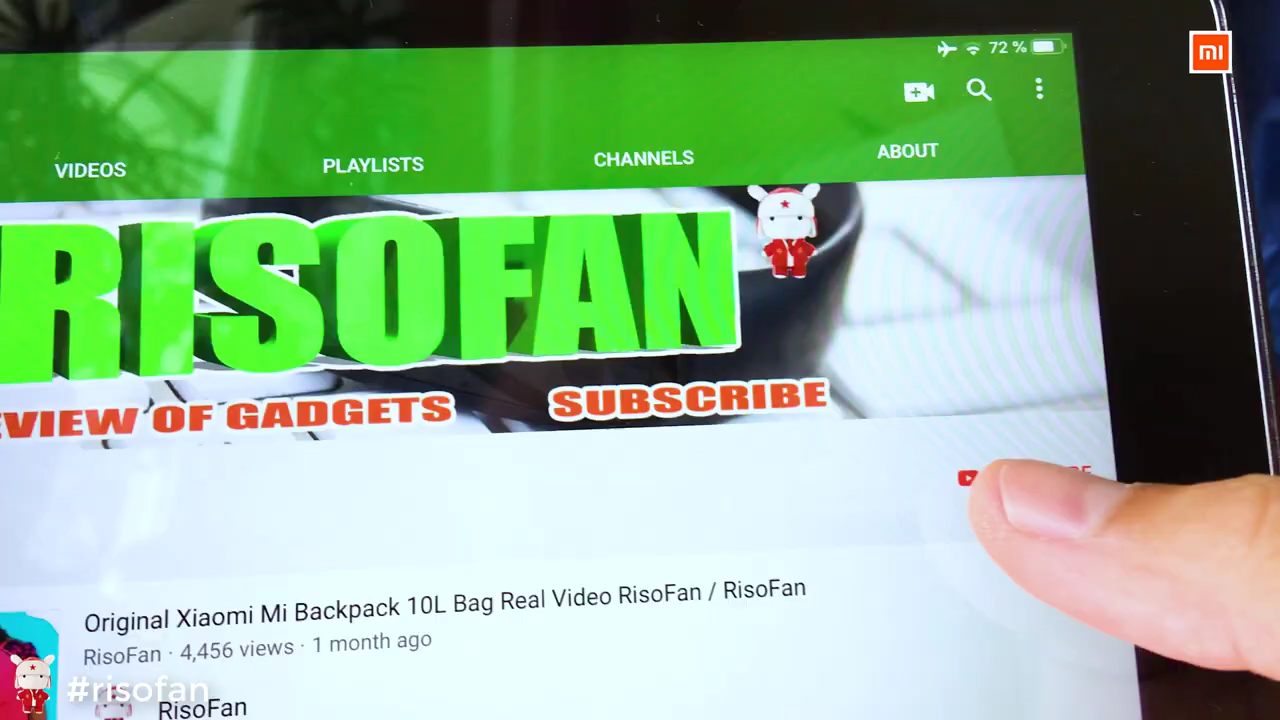 72 %
mi
VIDEOS
PLAYLISTS
CHANNELS
ABOUT
RISOFAN
SUBSCRIBE
OF GADGETS
Original Xiaomi Mi Backpack 10L Bag Real Video RisoFan / RisoFan
RisoFan · 4,456 views · 1 month ago
#risofan
RisoFan